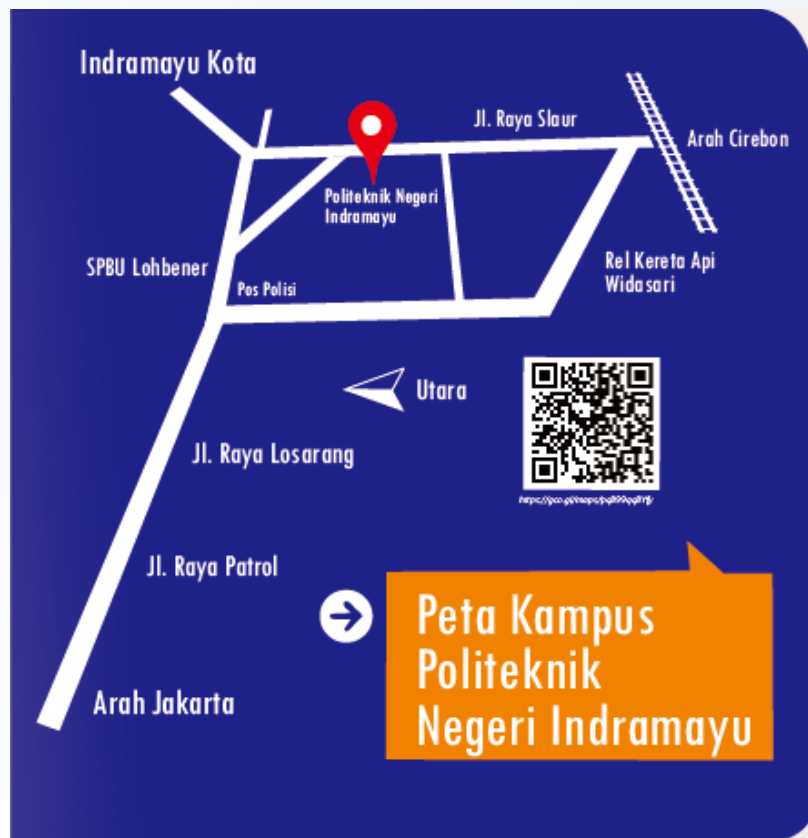 Indramayu Kota
Jl. Raya Slaur
Arah Cirebon
Politeknik Negeri
Indramayu
SPBU Lohbener
Rel Kereta Api
Widasari
Pos Polisi
Utara
Jl. Raya Losarang
Jl. Raya Patrol
Peta Kampus
Politeknik
Negeri Indramayu
Arah Jakarta